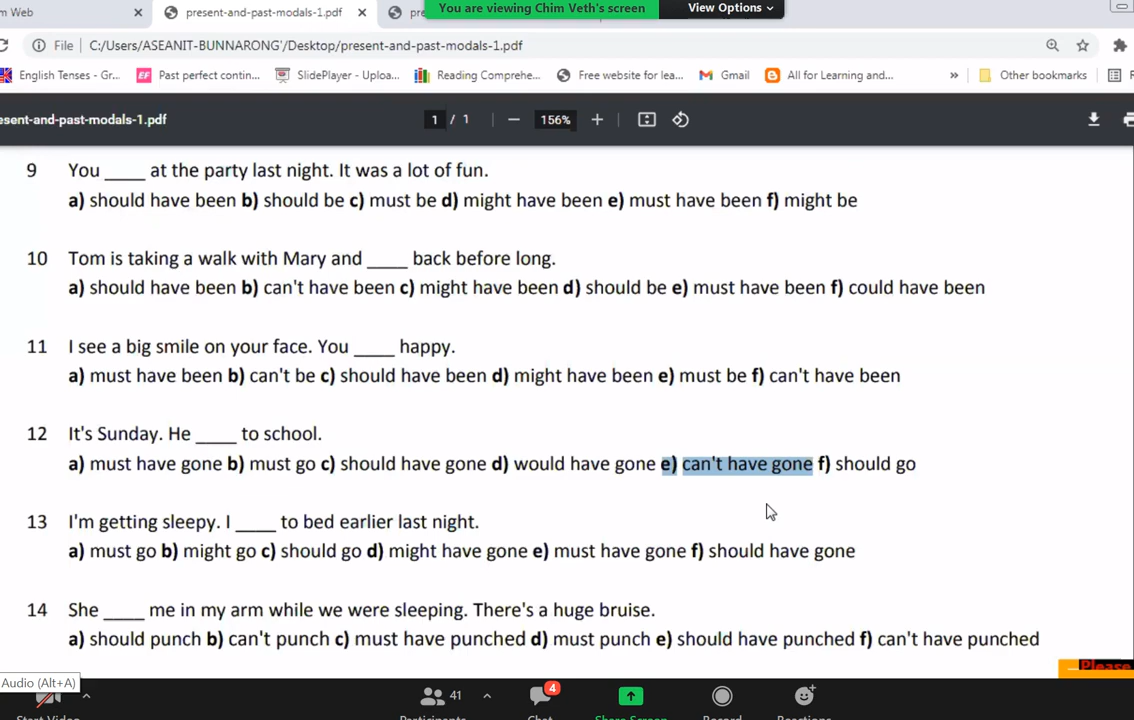 m Web
present-and-past-modals-1.pdf
You are viewing Chim Veth's screen
View Options
File C:/Users/ASEANIT-BUNNARONG'/Desktop/present-and-past-modals-1.pdf
English Tenses - Gr... Past perfect contin... SlidePlayer - Uploa... Reading Comprehe... Free website for lea... Gmail All for Learning and... » Other bookmarks
esent-and-past-modals-1.pdf 1 / 1 156%
9 You ____ at the party last night. It was a lot of fun.
a) should have been b) should be c) must be d) might have been e) must have been f) might be
10 Tom is taking a walk with Mary and ____ back before long.
a) should have been b) can't have been c) might have been d) should be e) must have been f) could have been
11 I see a big smile on your face. You ____ happy.
a) must have been b) can't be c) should have been d) might have been e) must be f) can't have been
12 It's Sunday. He ____ to school.
a) must have gone b) must go c) should have gone d) would have gone e) can't have gone f) should go
13 I'm getting sleepy. I ____ to bed earlier last night.
a) must go b) might go c) should go d) might have gone e) must have gone f) should have gone
14 She ____ me in my arm while we were sleeping. There's a huge bruise.
a) should punch b) can't punch c) must have punched d) must punch e) should have punched f) can't have punched
Please
Audio (Alt+A)
41 4
Start Video Participants Chat Share Screen Record Reactions